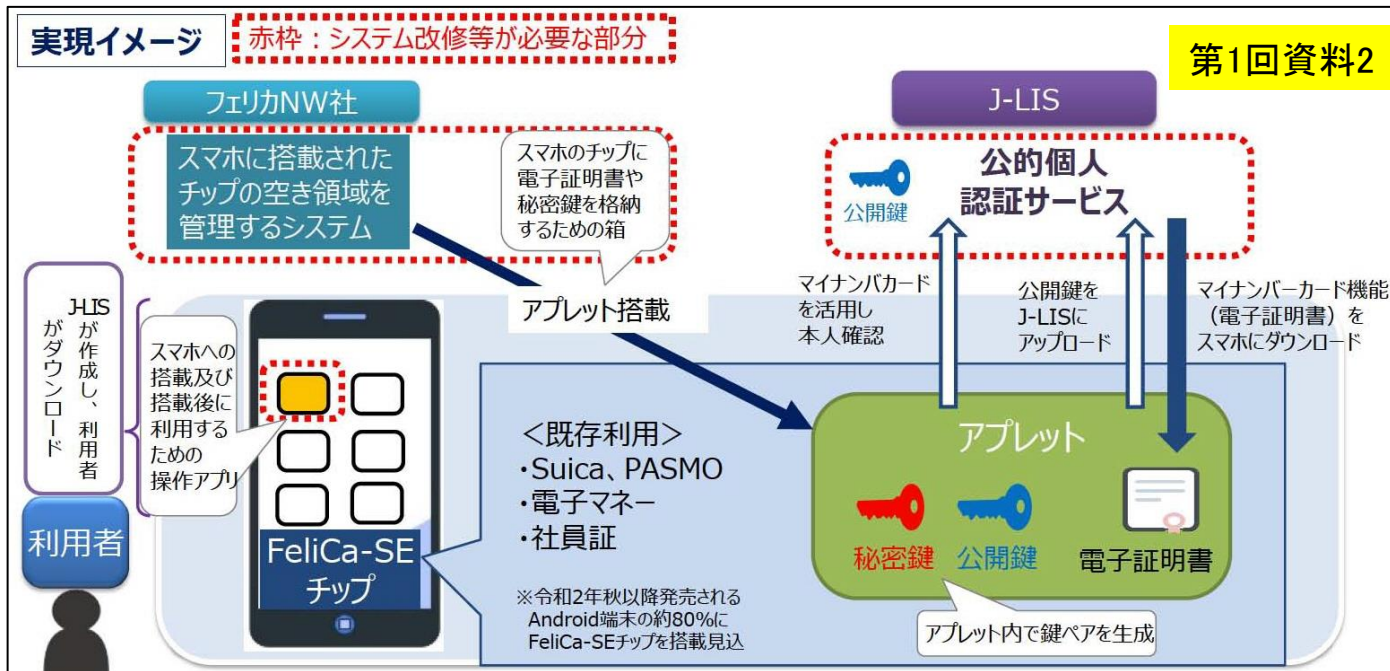 実現イメージ
赤枠：システム改修等が必要な部分
第1回資料2
フェリカNW社
スマホに搭載された
チップの空き領域を
管理するシステム
スマホのチップに
電子証明書や
秘密鍵を格納
するための箱
J-LIS
公的個人
認証サービス
公開鍵
アプレット搭載
マイナンバカード
を活用し
本人確認
公開鍵を
J-LISに
アップロード
マイナンバーカード機能
（電子証明書）を
スマホにダウンロード
J-LISが作成し、利用者
がダウンロード
利用者
スマホへの
搭載及び
搭載後に
利用する
ための
操作アプリ
FeliCa-SE
チップ
＜既存利用＞
・Suica、PASMO
・電子マネー
・社員証
※令和2年秋以降発売される
Android端末の約80%に
FeliCa-SEチップを搭載見込
アプレット
秘密鍵
公開鍵
電子証明書
アプレット内で鍵ペアを生成